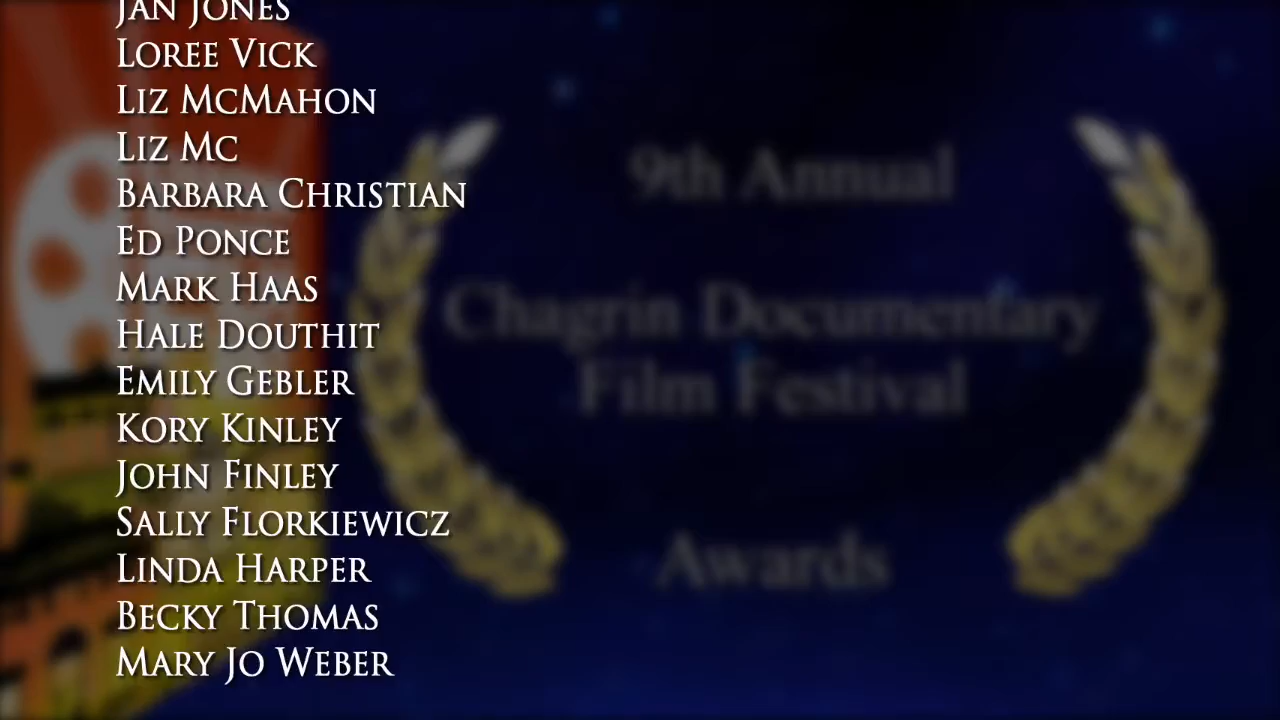 JAN JONES
LOREE VICK
LIZ MCMAHON
LIZ MC
BARBARA CHRISTIAN
ED PONCE
MARK HAAS
HALE DOUTHIT
EMILY GEBLER
KORY KINLEY
JOHN FINLEY
SALLY FLORKIEWICZ
LINDA HARPER
BECKY THOMAS
MARY JO WEBER
9th Annual
Chagrin Documentary
Film Festival
Awards